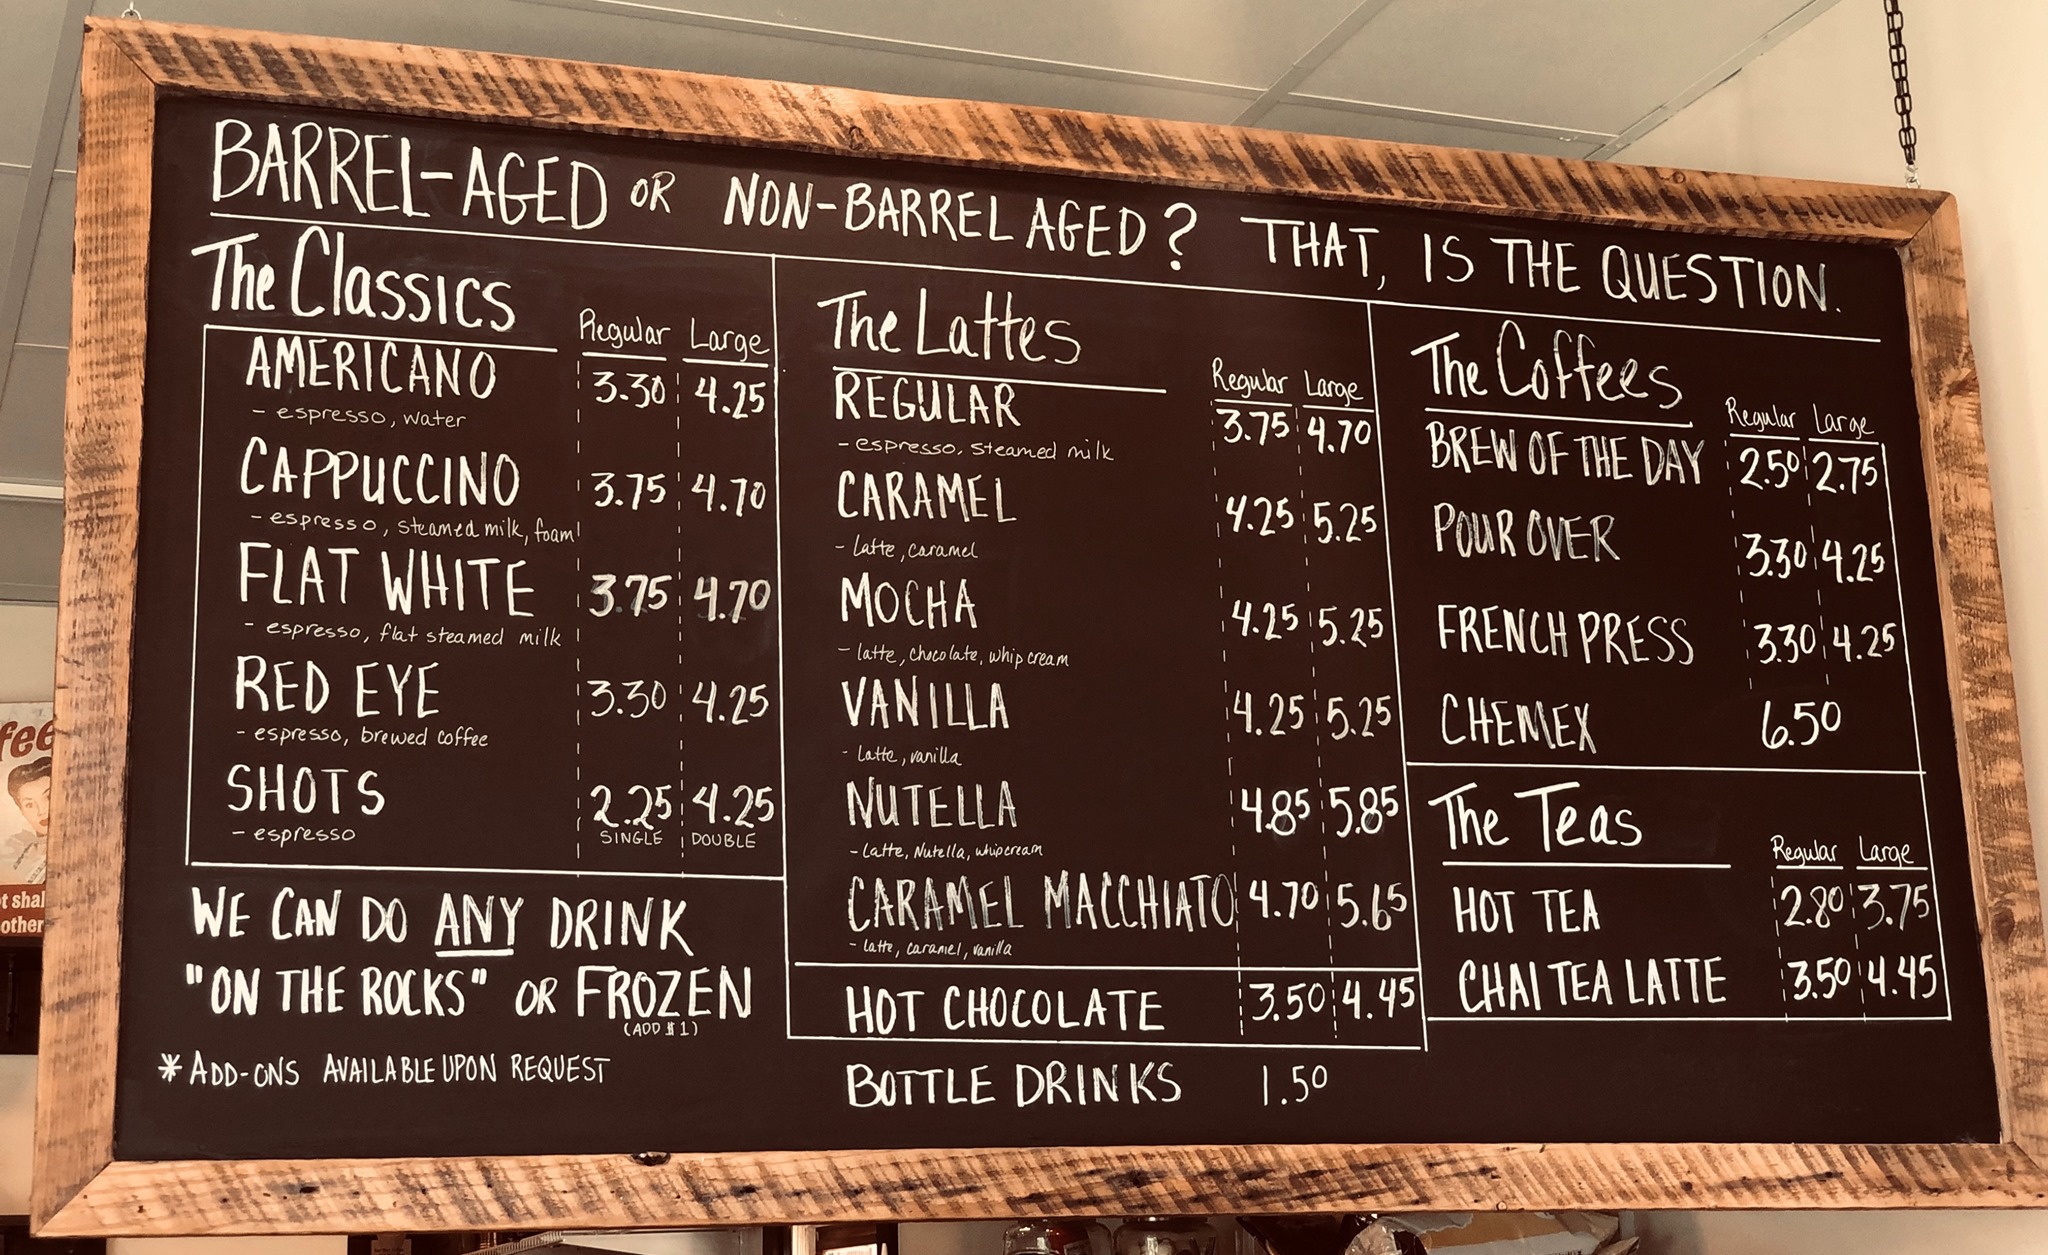 BARREL-AGED OR NON-BARREL AGED? THAT, IS THE QUESTION.
The Classics
Regular Large
AMERICANO 3.30 4.25
- espresso, water
CAPPUCCINO 3.75 4.70
- espresso, steamed milk, foam
FLAT WHITE 3.75 4.70
- espresso, flat steamed milk
RED EYE 3.30 4.25
- espresso, brewed coffee
SHOTS 2.25 4.25
- espresso SINGLE DOUBLE
WE CAN DO ANY DRINK
"ON THE ROCKS" OR FROZEN
(ADD $1)
* ADD-ONS AVAILABLE UPON REQUEST
The Lattes
Regular Large
REGULAR 3.75 4.70
- espresso, steamed milk
CARAMEL 4.25 5.25
- Latte, caramel
MOCHA 4.25 5.25
- latte, chocolate, whip cream
VANILLA 4.25 5.25
- Latte, vanilla
NUTELLA 4.85 5.85
- Latte, Nutella, whipcream
CARAMEL MACCHIATO 4.70 5.65
- latte, caramel, vanilla
HOT CHOCOLATE 3.50 4.45
BOTTLE DRINKS 1.50
The Coffees
Regular Large
BREW OF THE DAY 2.50 2.75
POUR OVER 3.30 4.25
FRENCH PRESS 3.30 4.25
CHEMEX 6.50
The Teas
Regular Large
HOT TEA 2.80 3.75
CHAI TEA LATTE 3.50 4.45
fee
t shal
other